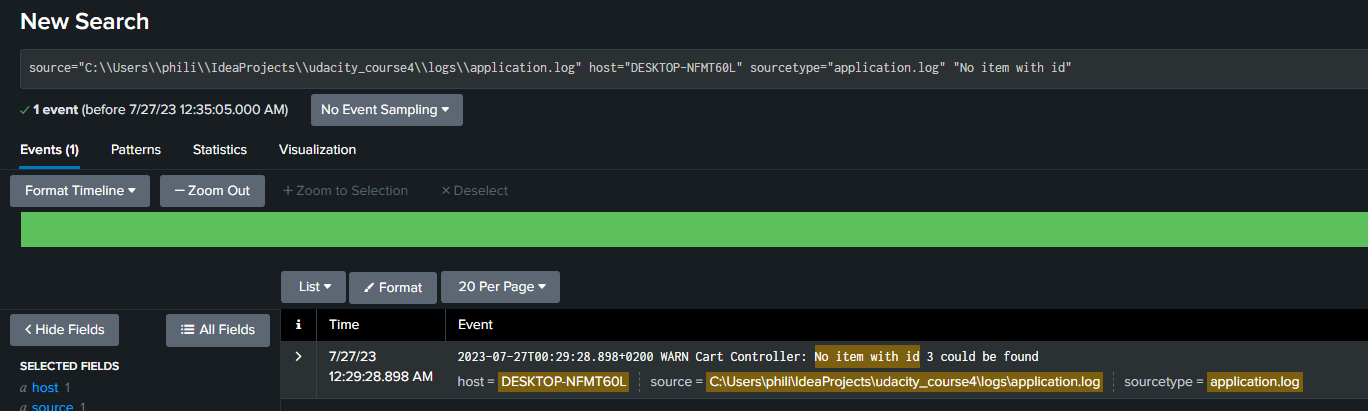 New Search
source="C:\\Users\\phili\\IdeaProjects\\udacity_course4\\logs\\application.log" host="DESKTOP-NFMT60L" sourcetype="application.log" "No item with id"
✓ 1 event (before 7/27/23 12:35:05.000 AM) No Event Sampling ▾
Events (1) Patterns Statistics Visualization
Format Timeline ▾ — Zoom Out + Zoom to Selection × Deselect
List ▾ Format 20 Per Page ▾
< Hide Fields All Fields
i Time Event
SELECTED FIELDS
a host 1
a source 1
> 7/27/23 2023-07-27T00:29:28.898+0200 WARN Cart Controller: No item with id 3 could be found
12:29:28.898 AM host = DESKTOP-NFMT60L source = C:\Users\phili\IdeaProjects\udacity_course4\logs\application.log sourcetype = application.log